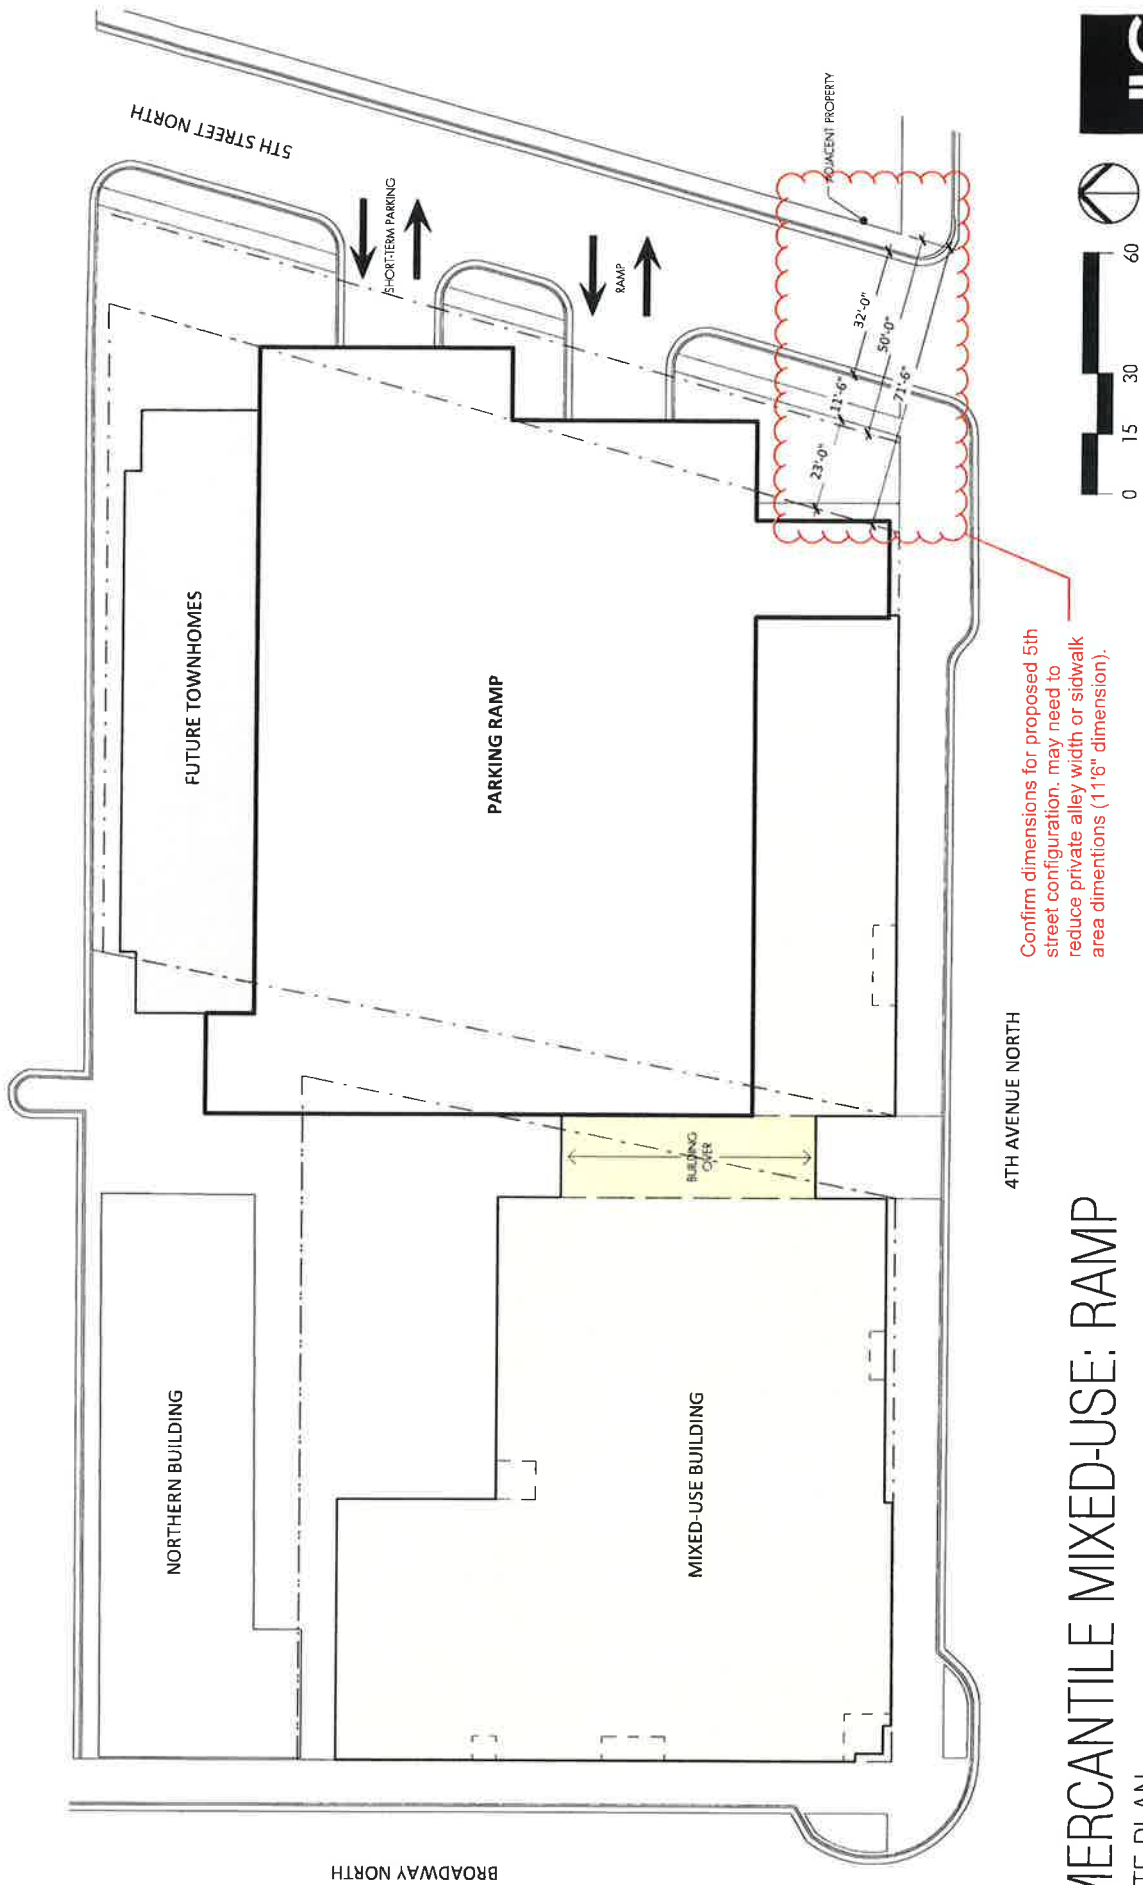 5TH STREET NORTH
SHORT-TERM PARKING
RAMP
ADJACENT PROPERTY
32'-0"
50'-0"
71'-6"
11'-6"
23'-0"
FUTURE TOWNHOMES
PARKING RAMP
BUILDING
OVER
NORTHERN BUILDING
MIXED-USE BUILDING
BROADWAY NORTH
4TH AVENUE NORTH
Confirm dimensions for proposed 5th
street configuration. may need to
reduce private alley width or sidwalk
area dimentions (11'6" dimension).
0 15 30 60
MERCANTILE MIXED-USE: RAMP
PLAN